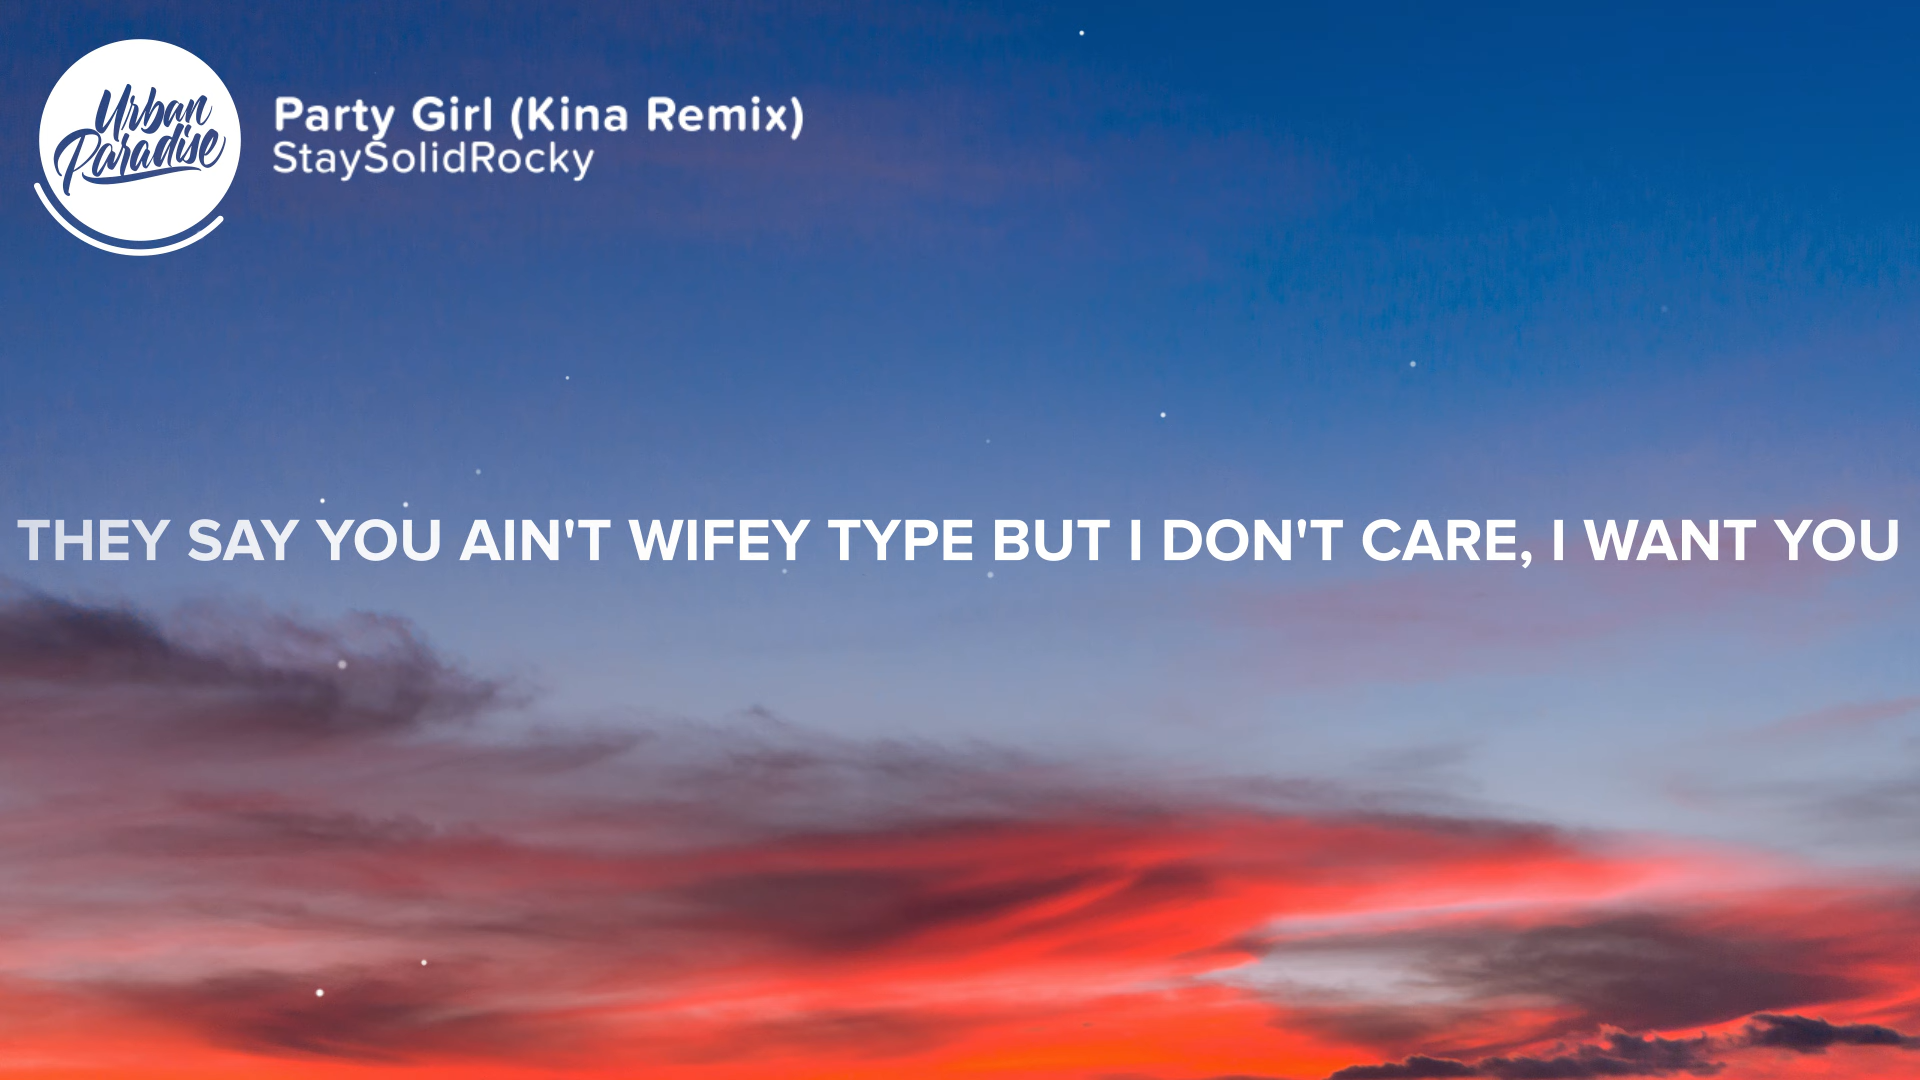 Urban
Paradise
Party Girl (Kina Remix)
StaySolidRocky
THEY SAY YOU AIN'T WIFEY TYPE BUT I DON'T CARE, I WANT YOU